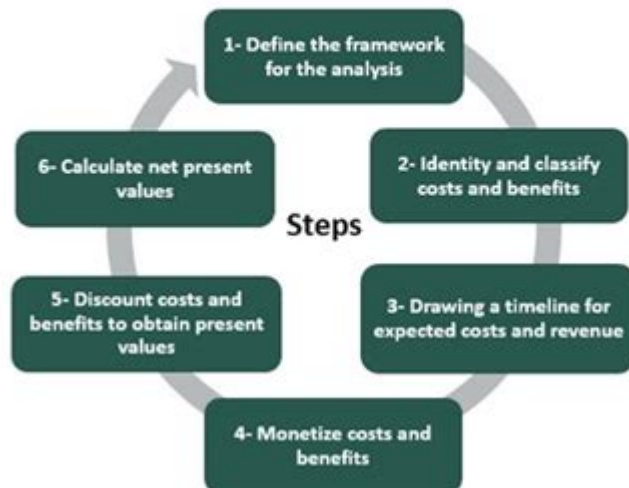 1- Define the framework
for the analysis
2- Identity and classify
costs and benefits
3- Drawing a timeline for
expected costs and revenue
4- Monetize costs and
benefits
5- Discount costs and
benefits to obtain present
values
6- Calculate net present
values
Steps